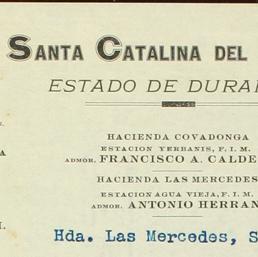 SANTA CATALINA DEL
ESTADO DE DURA
HACIENDA COVADONGA
ESTACION YERBANIS, F. I. M.
ADMOR. FRANCISCO A. CALDE
HACIENDA LAS MERCEDES
ESTACION AGUA VIEJA, F. I. M.
ADMOR. ANTONIO HERRAN
Hda. Las Mercedes, S